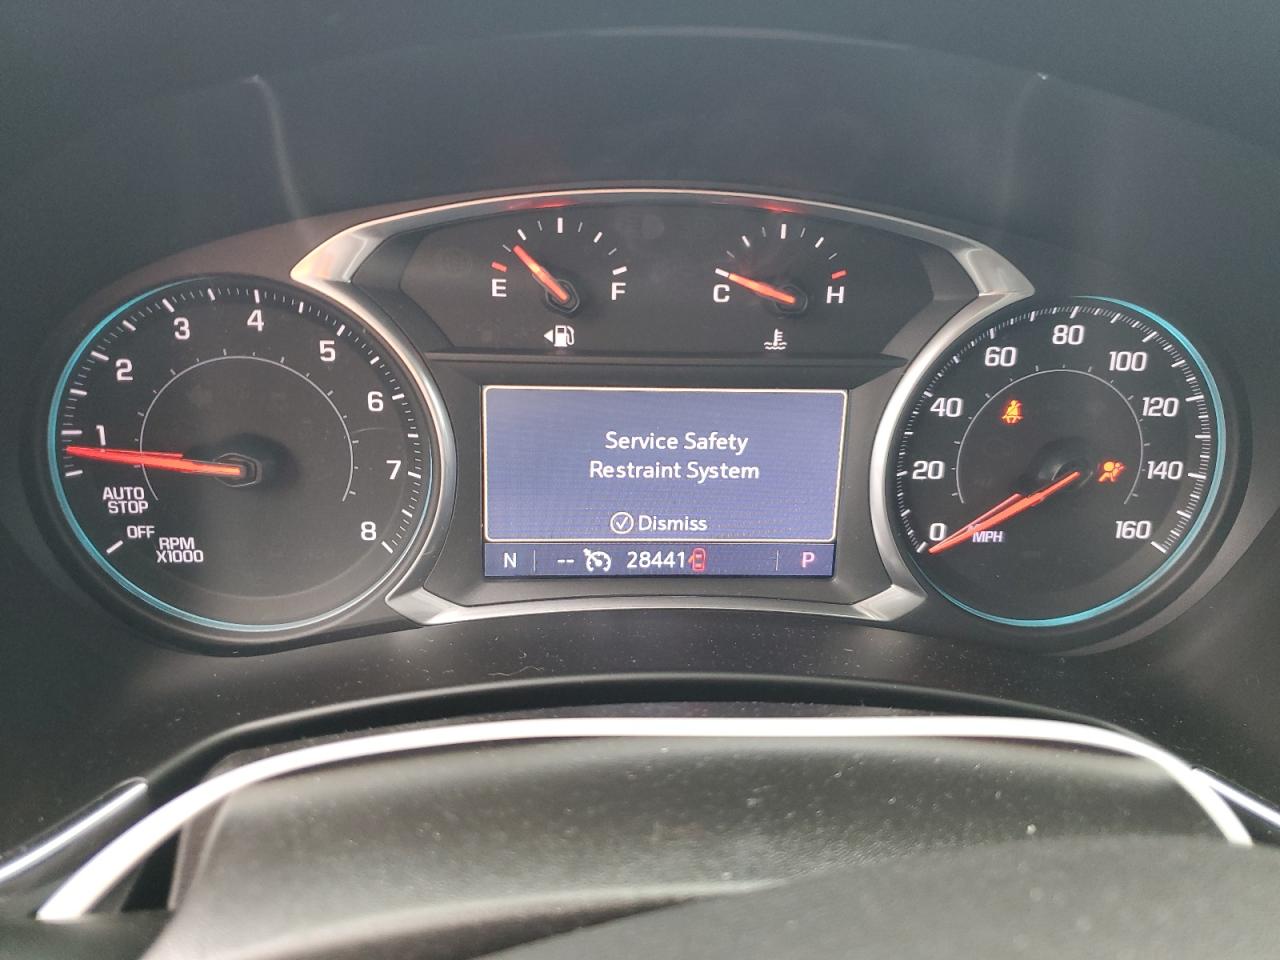 E F
C H
1
2
3
4
5
6
7
8
AUTO
STOP
OFF
RPM
X1000
Service Safety
Restraint System
Dismiss
N -- 28441 P
0
20
40
60
80
100
120
140
160
MPH